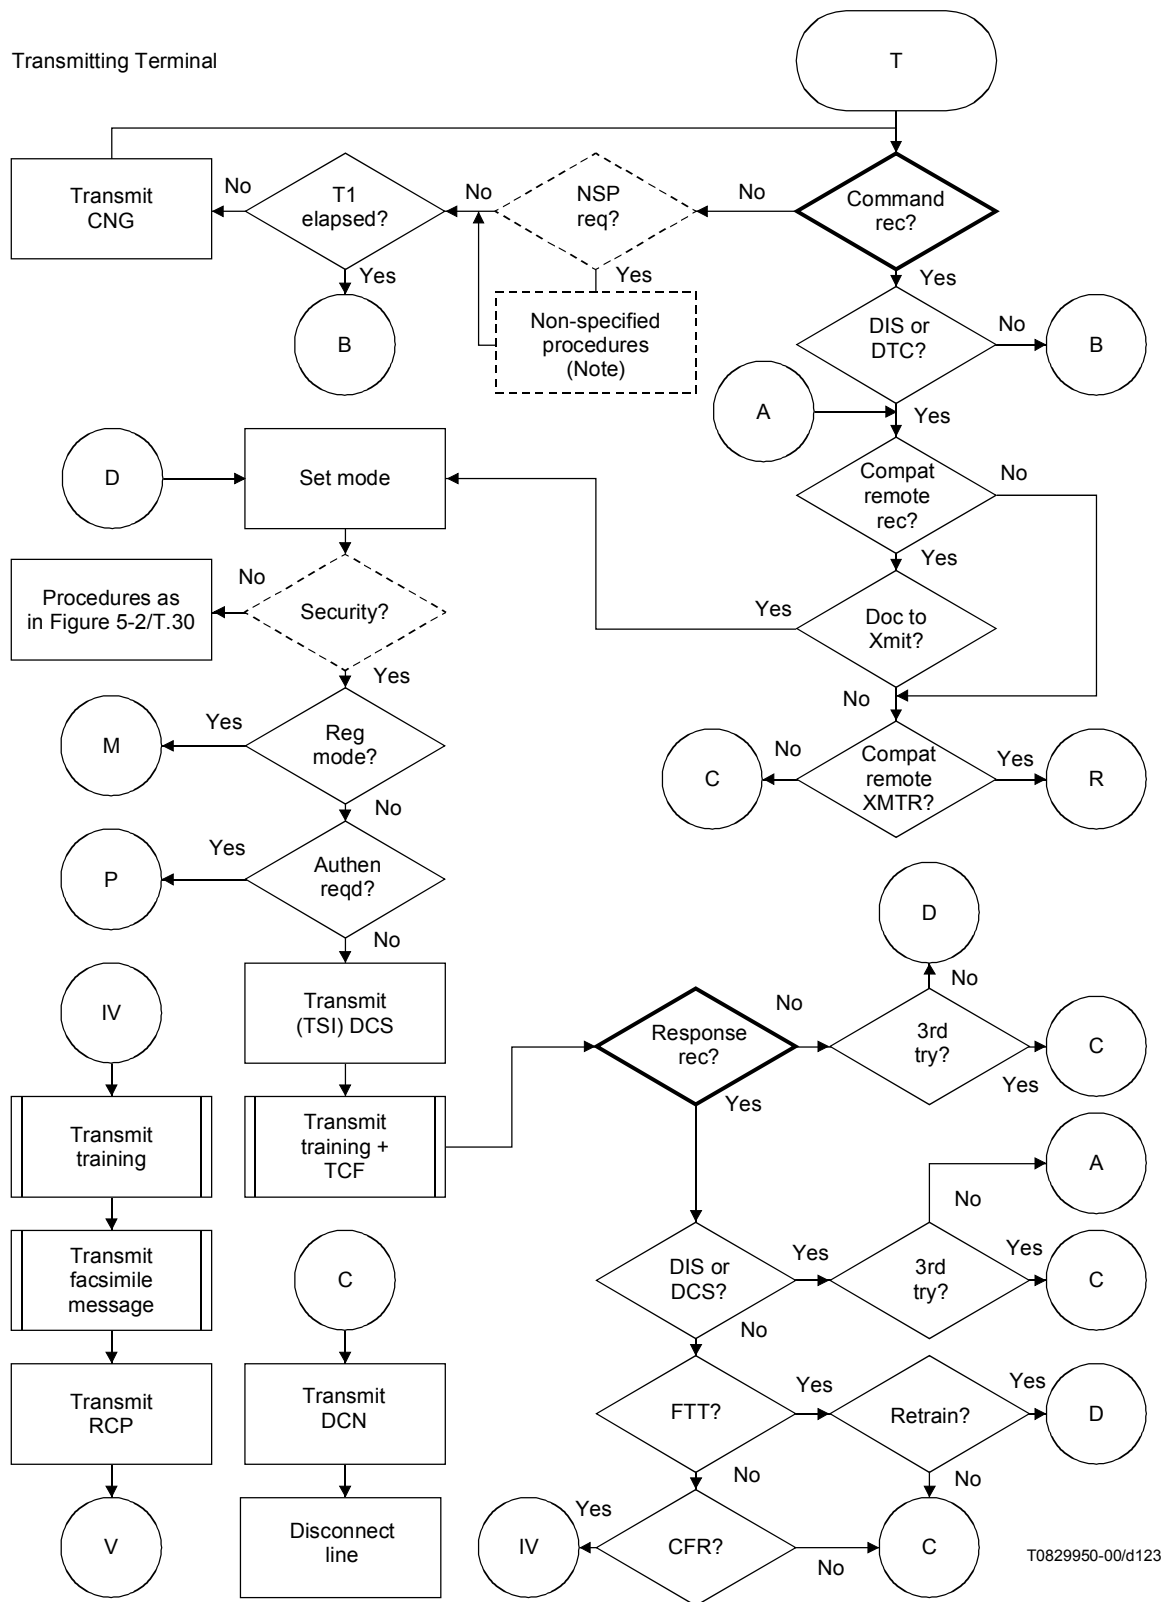 Transmitting Terminal
T
Transmit
CNG
No
T1
elapsed?
No
NSP
req?
No
Command
rec?
Yes
Yes
Yes
B
Non-specified
procedures
(Note)
DIS or
DTC?
No
B
A
Yes
D
Set mode
Compat
remote
rec?
No
Yes
Procedures as
in Figure 5-2/T.30
No
Security?
Yes
Yes
Doc to
Xmit?
No
M
Yes
Reg
mode?
No
C
No
Compat
remote
XMTR?
Yes
R
P
Yes
Authen
reqd?
No
D
No
IV
Transmit
(TSI) DCS
Response
rec?
No
Yes
3rd
try?
Yes
C
Transmit
training
Transmit
training +
TCF
A
No
Transmit
facsimile
message
C
DIS or
DCS?
Yes
No
3rd
try?
Yes
C
Transmit
RCP
Transmit
DCN
FTT?
Yes
No
Retrain?
Yes
No
D
V
Disconnect
line
IV
Yes
CFR?
No
C
T0829950-00/d123